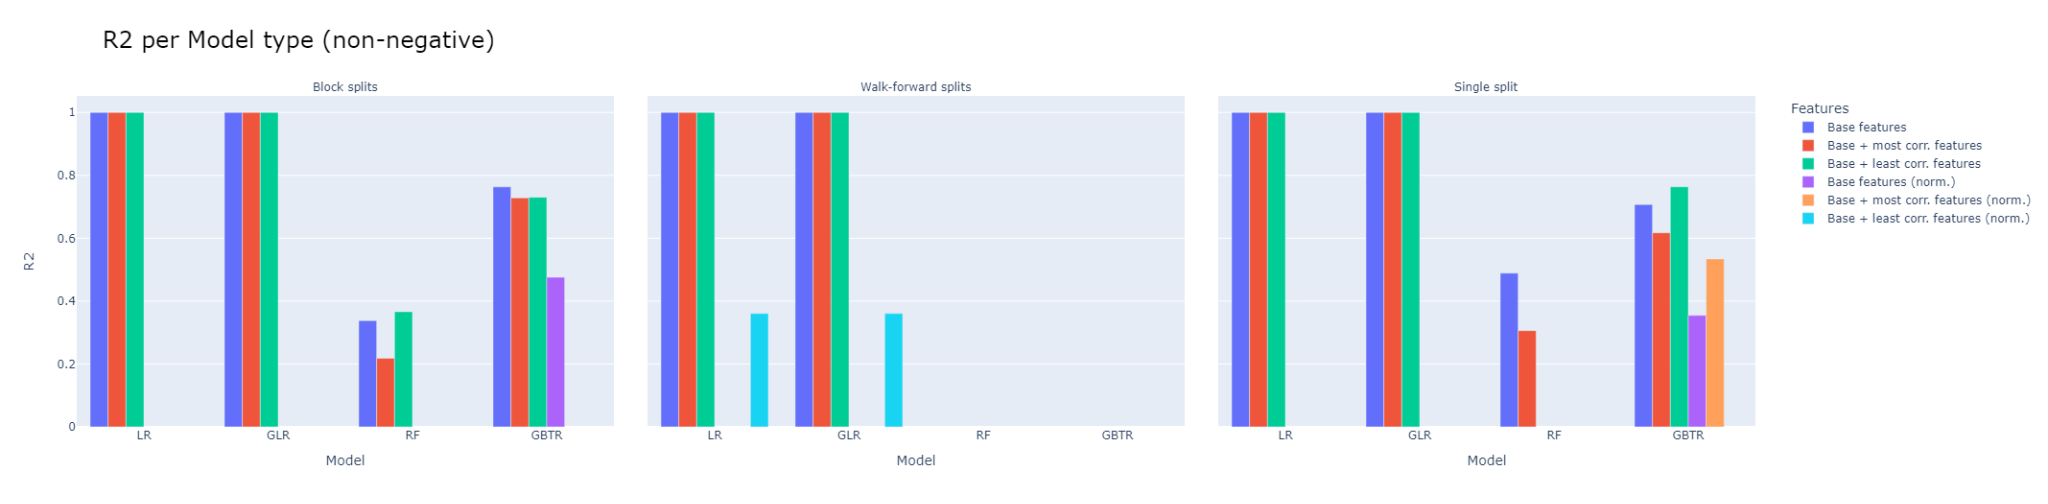 R2 per Model type (non-negative)
Block splits
Walk-forward splits
Single split
R2
1
0.8
0.6
0.4
0.2
0
LR GLR RF GBTR
Model
LR GLR RF GBTR
Model
LR GLR RF GBTR
Model
Features
Base features
Base + most corr. features
Base + least corr. features
Base features (norm.)
Base + most corr. features (norm.)
Base + least corr. features (norm.)